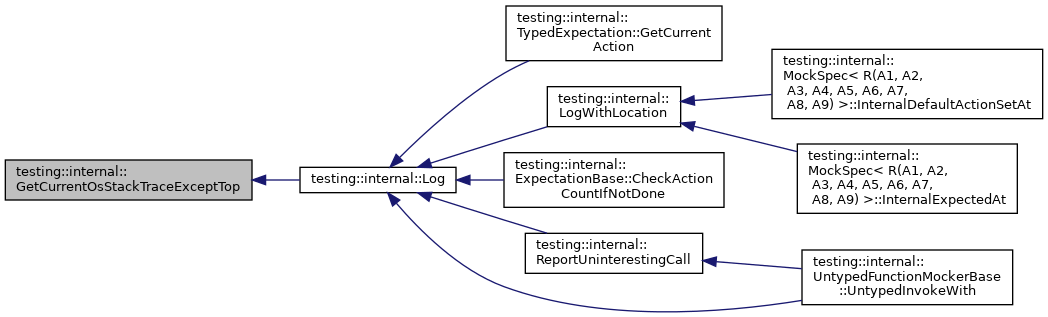 testing::internal::
GetCurrentOsStackTraceExceptTop
testing::internal::Log
testing::internal::
TypedExpectation::GetCurrent
Action
testing::internal::
LogWithLocation
testing::internal::
MockSpec< R(A1, A2,
A3, A4, A5, A6, A7,
A8, A9) >::InternalDefaultActionSetAt
testing::internal::
MockSpec< R(A1, A2,
A3, A4, A5, A6, A7,
A8, A9) >::InternalExpectedAt
testing::internal::
ExpectationBase::CheckAction
CountIfNotDone
testing::internal::
ReportUninterestingCall
testing::internal::
UntypedFunctionMockerBase
::UntypedInvokeWith